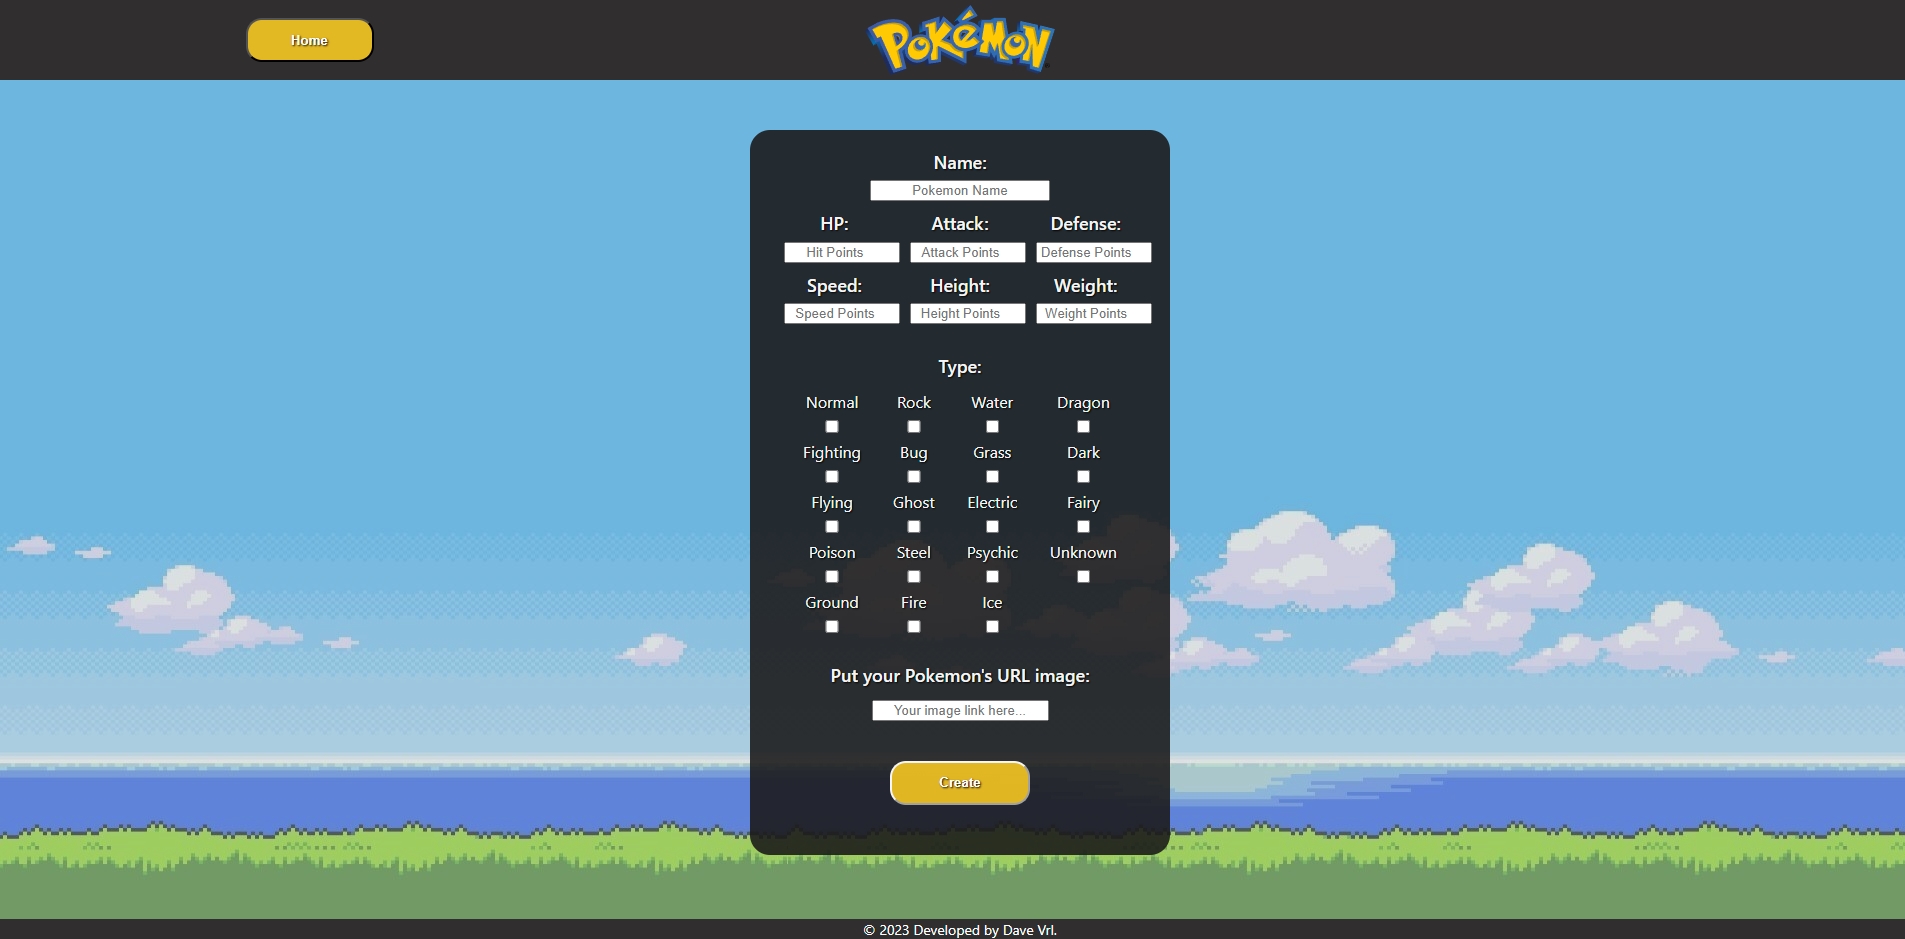 Home
POKéMON
Name:
Pokemon Name
HP: Attack: Defense:
Hit Points Attack Points Defense Points
Speed: Height: Weight:
Speed Points Height Points Weight Points
Type:
Normal Rock Water Dragon
Fighting Bug Grass Dark
Flying Ghost Electric Fairy
Poison Steel Psychic Unknown
Ground Fire Ice
Put your Pokemon's URL image:
Your image link here...
Create
© 2023 Developed by Dave Vrl.